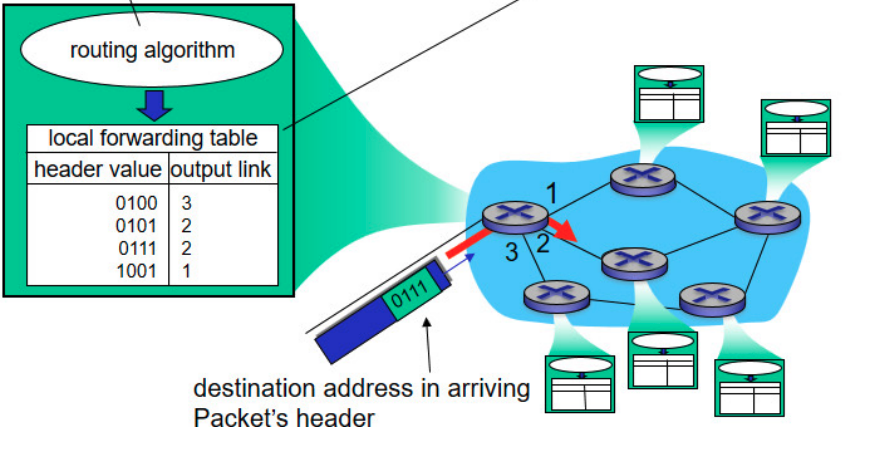 routing algorithm
local forwarding table
header value output link
0100 3
0101 2
0111 2
1001 1
1
2
3
0111
destination address in arriving
Packet's header